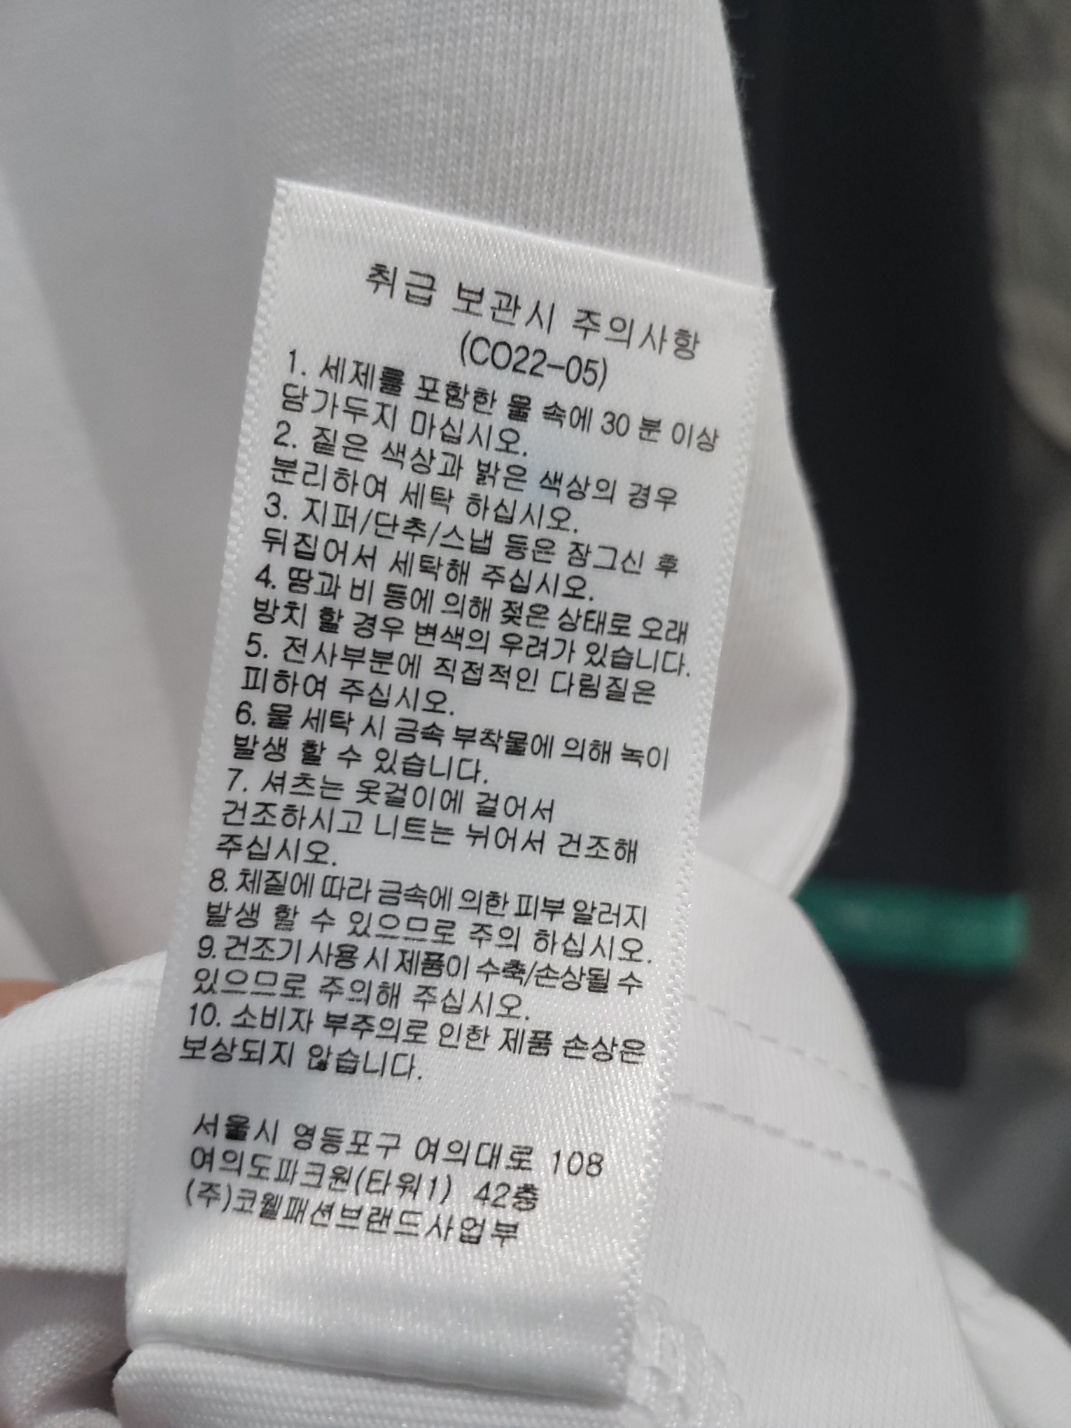 취급 보관시 주의사항
(CO22-05)
1. 세제를 포함한 물 속에 30 분 이상
담가두지 마십시오.
2. 짙은 색상과 밝은 색상의 경우
분리하여 세탁 하십시오.
3. 지퍼/단추/스냅 등은 잠그신 후
뒤집어서 세탁해 주십시오.
4. 땀과 비 등에 의해 젖은 상태로 오래
방치 할 경우 변색의 우려가 있습니다.
5. 전사부분에 직접적인 다림질은
피하여 주십시오.
6. 물 세탁 시 금속 부착물에 의해 녹이
발생 할 수 있습니다.
7. 셔츠는 옷걸이에 걸어서
건조하시고 니트는 뉘어서 건조해
주십시오.
8. 체질에 따라 금속에 의한 피부 알러지
발생 할 수 있으므로 주의 하십시오.
9. 건조기 사용 시 제품이 수축/손상될 수
있으므로 주의해 주십시오.
10. 소비자 부주의로 인한 제품 손상은
보상되지 않습니다.
서울시 영등포구 여의대로 108
여의도파크원(타워1) 42층
(주)코웰패션브랜드사업부